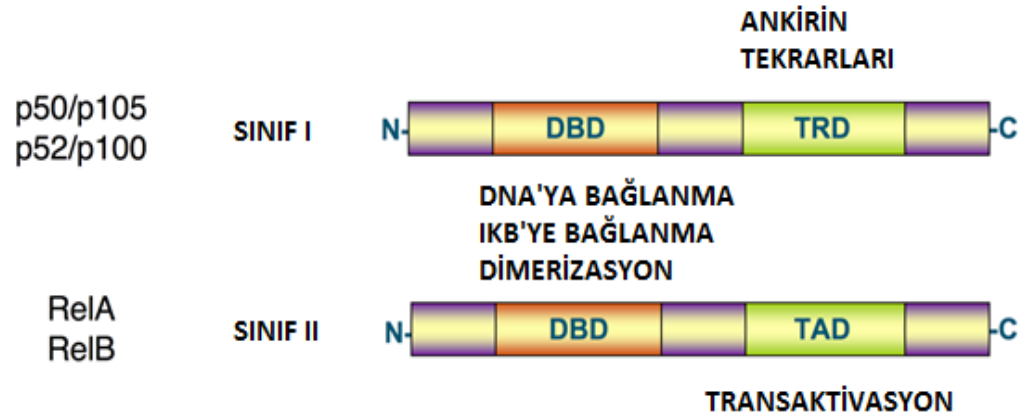 ANKİRİN
TEKRARLARI
p50/p105
p52/p100
SINIF I
N- DBD TRD -C
DNA'YA BAĞLANMA
IKB'YE BAĞLANMA
DİMERİZASYON
RelA
RelB
SINIF II
N- DBD TAD -C
TRANSAKTİVASYON